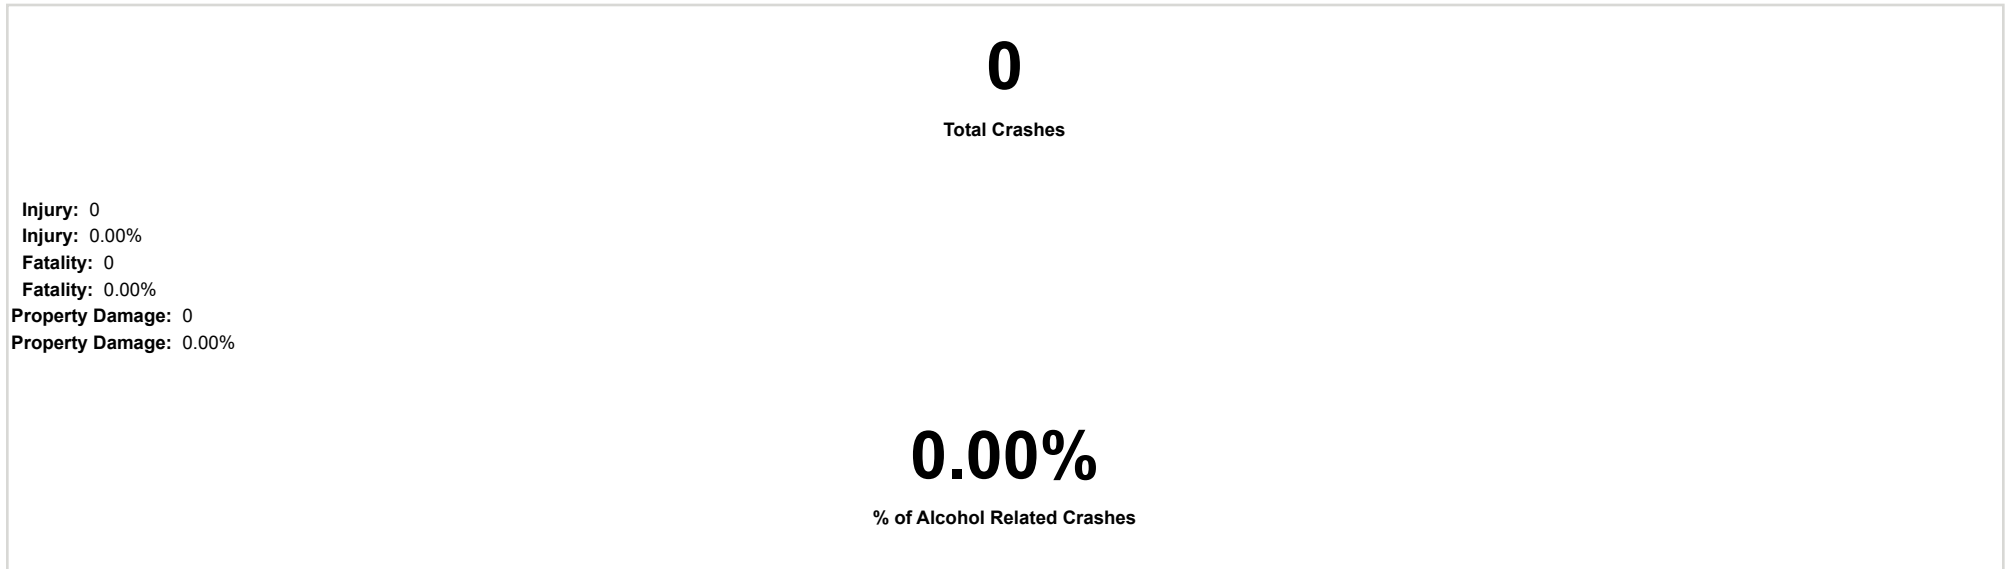 0
Total Crashes
Injury: 0
Injury: 0.00%
Fatality: 0
Fatality: 0.00%
Property Damage: 0
Property Damage: 0.00%
0.00%
% of Alcohol Related Crashes